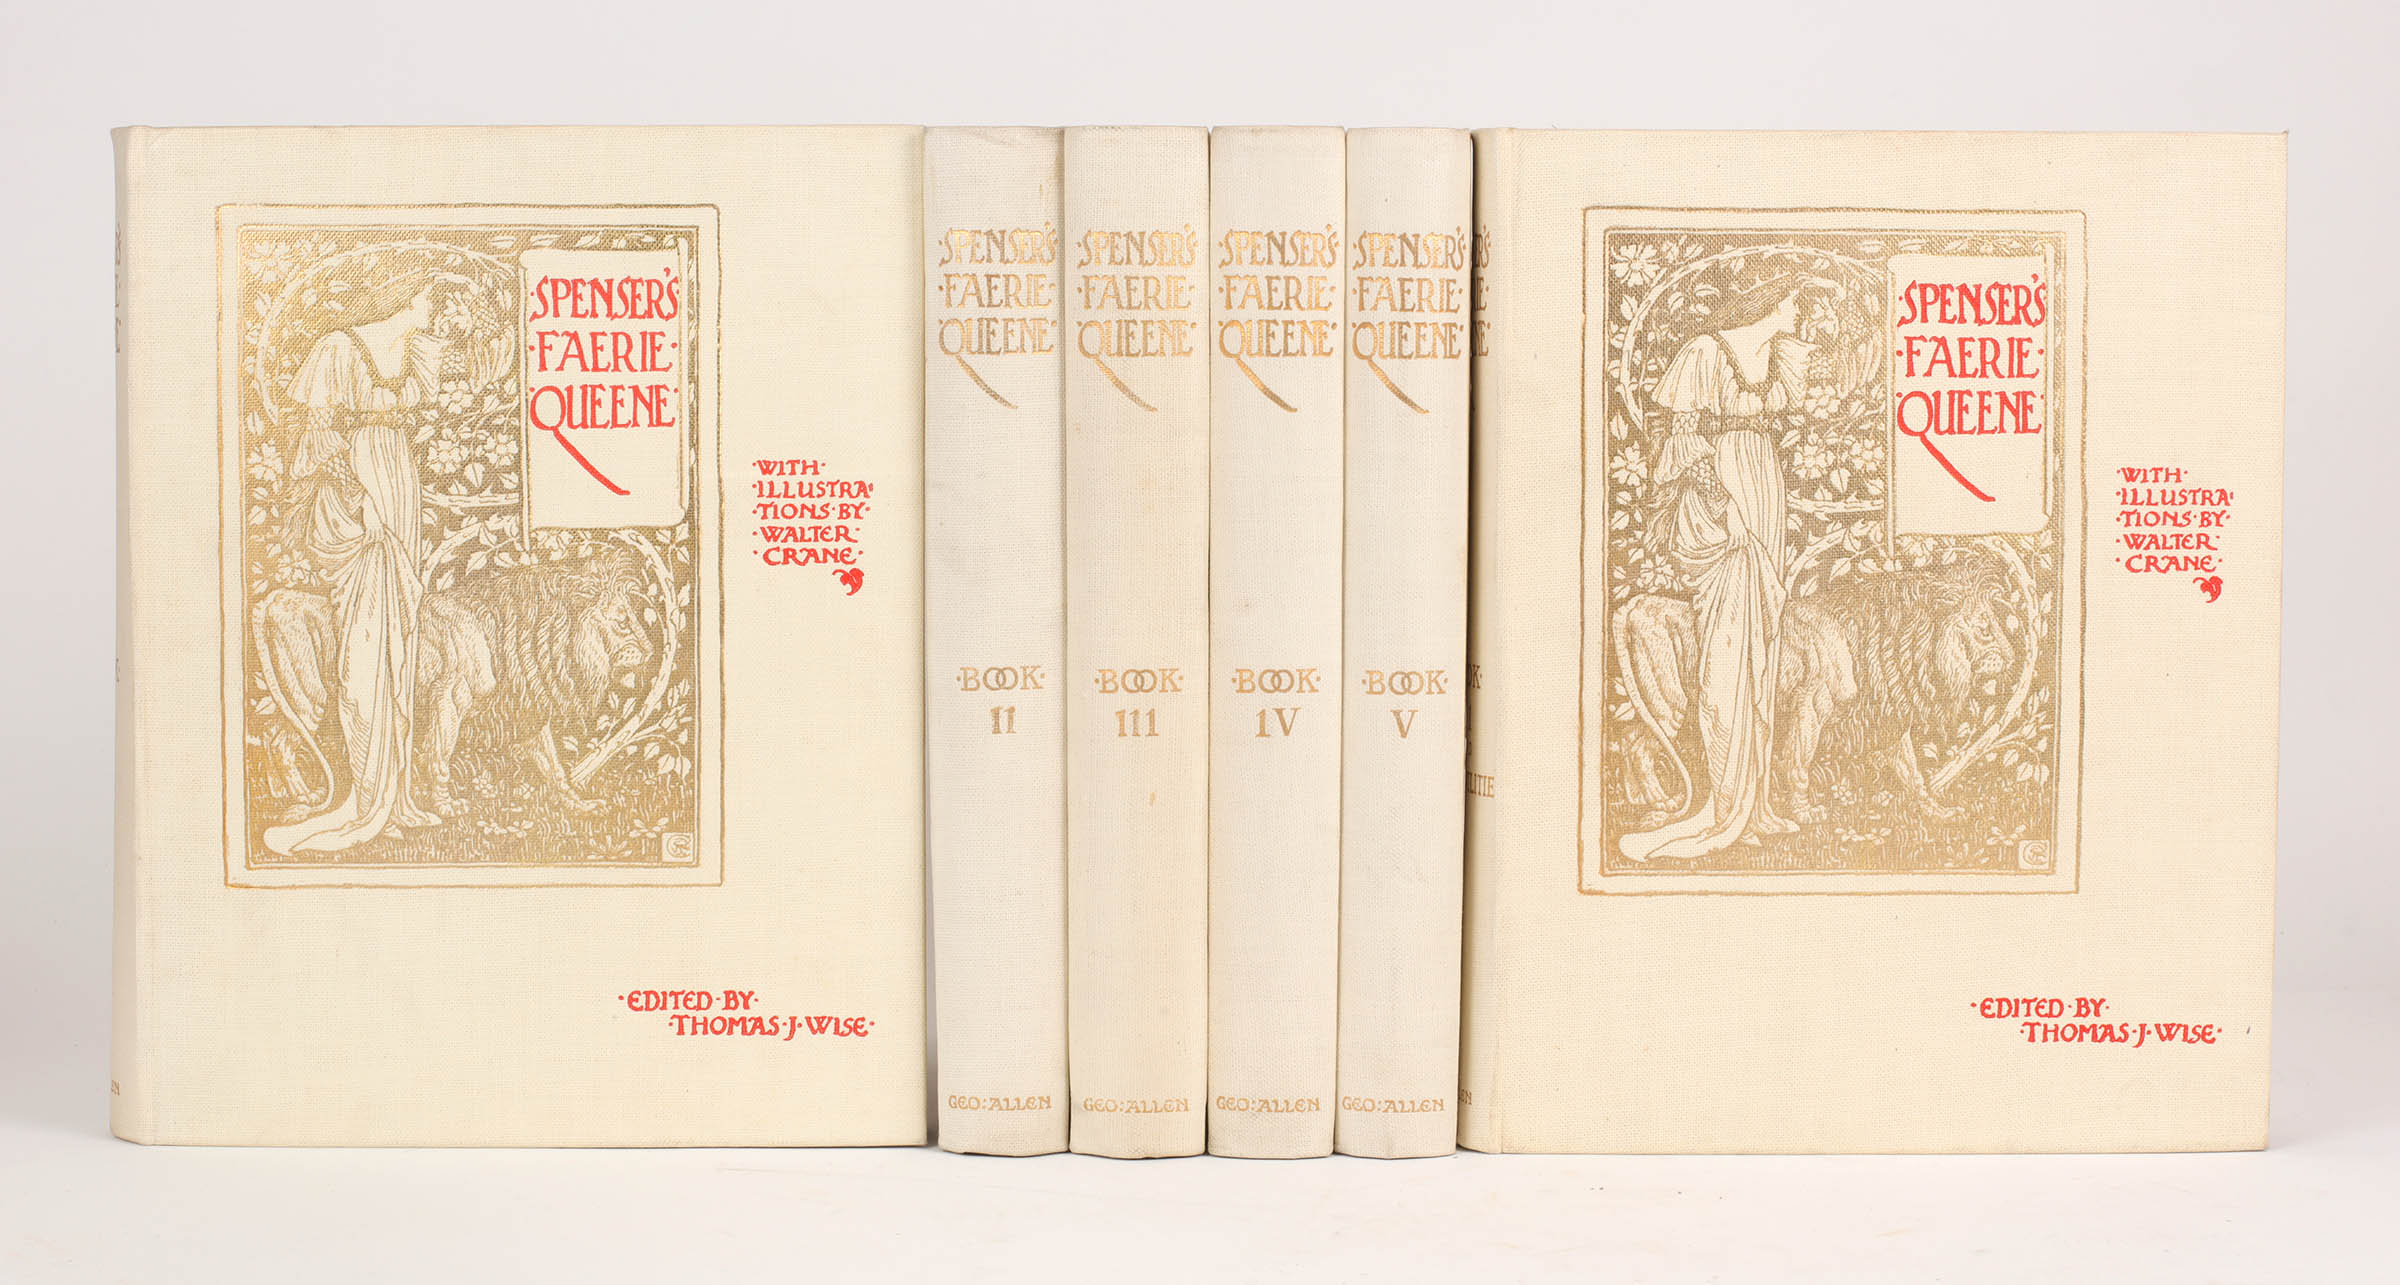 ·SPENSER'S·
·FAERIE·
·QUEENE·
·WITH·
·ILLUSTRA:
·TIONS·BY·
·WALTER·
·CRANE·
·EDITED·BY·
·THOMAS·J·WISE·
·SPENSER'S·
·FAERIE·
·QUEENE·
·BOOK·
II
GEO:ALLEN
·SPENSER'S·
·FAERIE·
·QUEENE·
·BOOK·
III
GEO:ALLEN
·SPENSER'S·
·FAERIE·
·QUEENE·
·BOOK·
IV
GEO:ALLEN
·SPENSER'S·
·FAERIE·
·QUEENE·
·BOOK·
V
GEO:ALLEN
·SPENSER'S·
·FAERIE·
·QUEENE·
·WITH·
·ILLUSTRA:
·TIONS·BY·
·WALTER·
·CRANE·
·EDITED·BY·
·THOMAS·J·WISE·